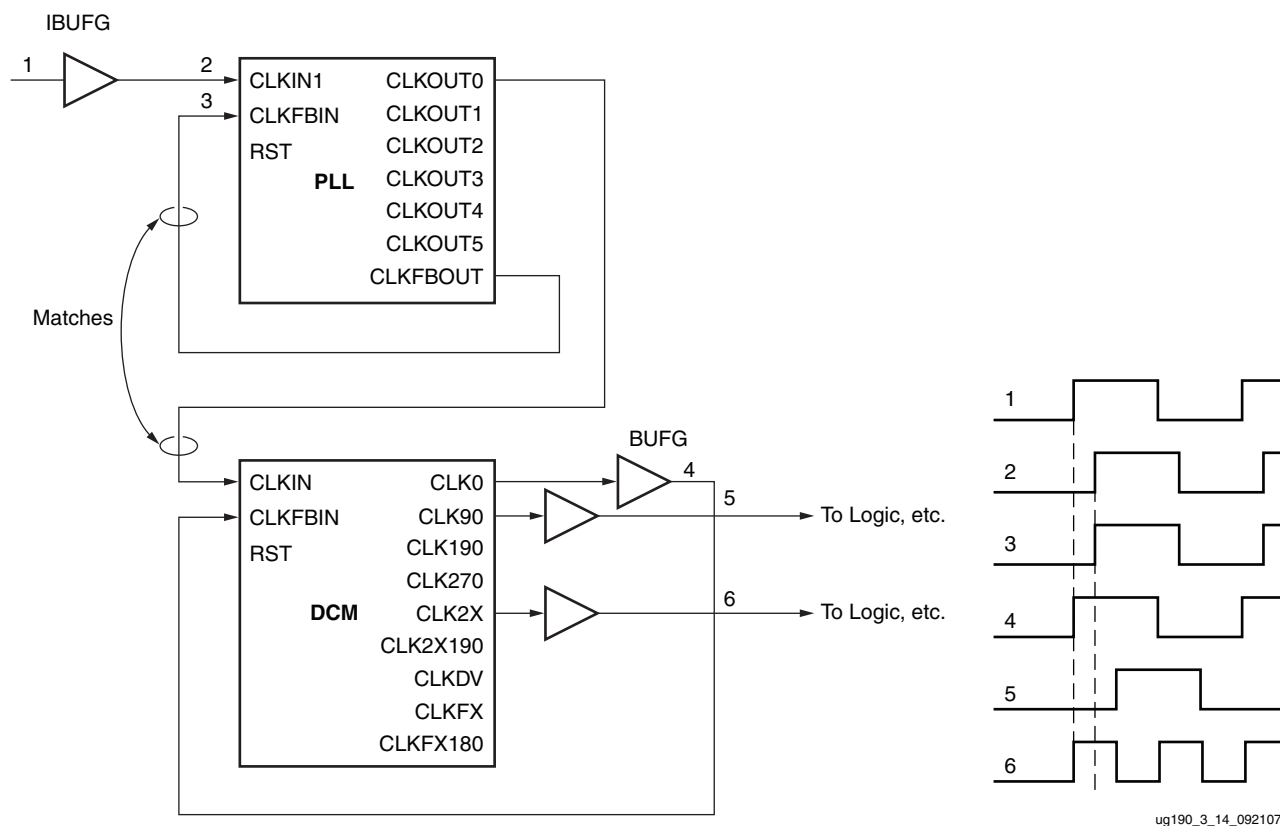 IBUFG
1
2
3
CLKIN1
CLKFBIN
RST
PLL
CLKOUT0
CLKOUT1
CLKOUT2
CLKOUT3
CLKOUT4
CLKOUT5
CLKFBOUT
Matches
BUFG
CLKIN
CLKFBIN
RST
DCM
CLK0
CLK90
CLK190
CLK270
CLK2X
CLK2X190
CLKDV
CLKFX
CLKFX180
4
5
To Logic, etc.
6
To Logic, etc.
1
2
3
4
5
6
ug190_3_14_092107